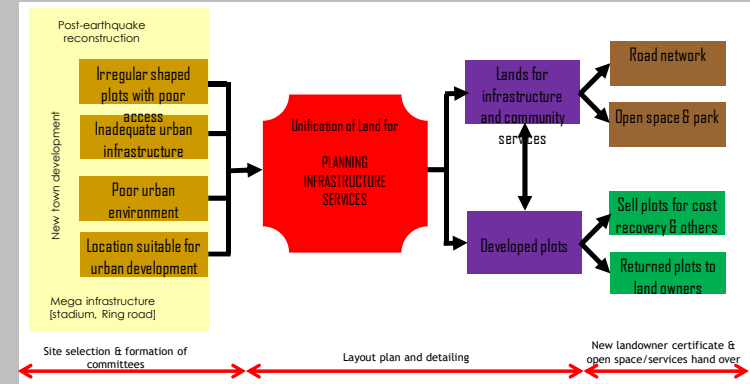 Post-earthquake
reconstruction
New town development
Irregular shaped
plots with poor
access
Inadequate urban
infrastructure
Poor urban
environment
Location suitable for
urban development
Mega infrastructure
[stadium, Ring road]
Unification of Land for
PLANNING
INFRASTRUCTURE
SERVICES
Lands for
infrastructure
and community
services
Developed plots
Road network
Open space & park
Sell plots for cost
recovery & others
Returned plots to
land owners
Site selection & formation of
committees
Layout plan and detailing
New landowner certificate &
open space/services hand over